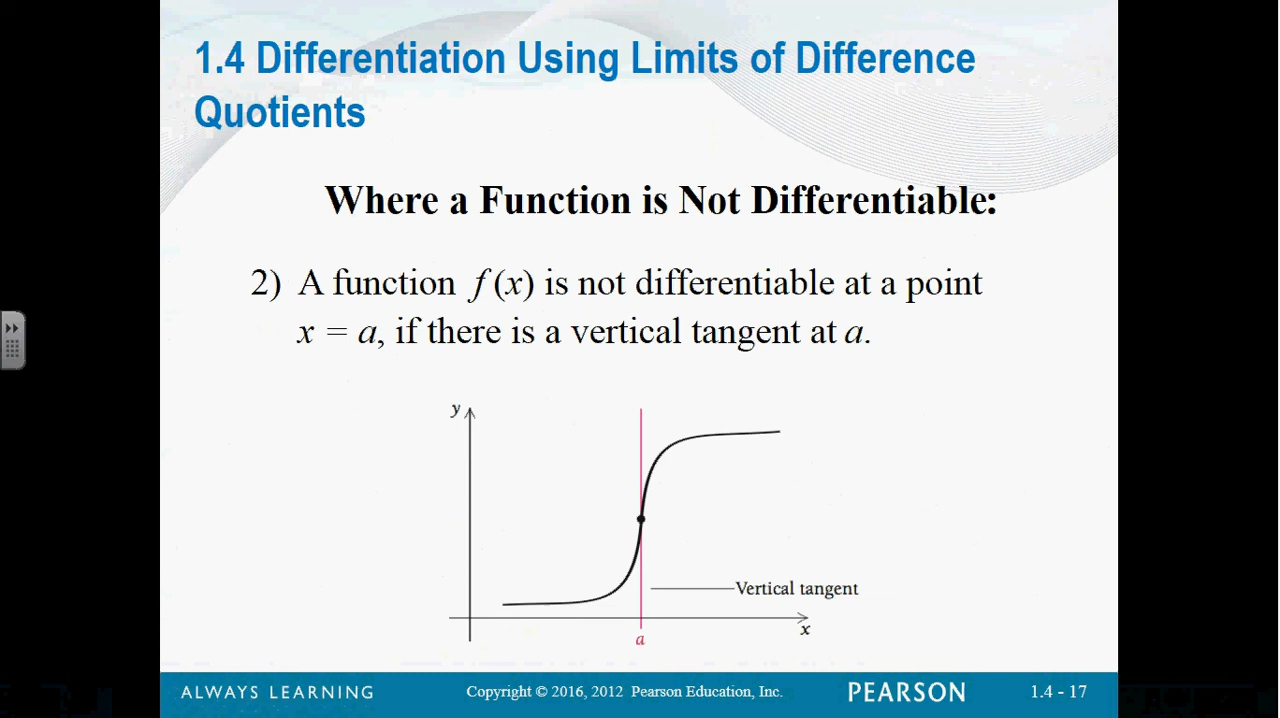 1.4 Differentiation Using Limits of Difference
Quotients
Where a Function is Not Differentiable:
2) A function f (x) is not differentiable at a point
x = a, if there is a vertical tangent at a.
y
Vertical tangent
x
a
ALWAYS LEARNING Copyright © 2016, 2012 Pearson Education, Inc. PEARSON 1.4 - 17